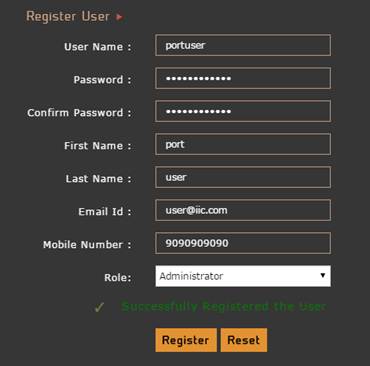 Register User
User Name : portuser
Password : ••••••••••••
Confirm Password : ••••••••••••
First Name : port
Last Name : user
Email Id : user@iic.com
Mobile Number : 9090909090
Role: Administrator
✓ Successfully Registered the User
Register Reset